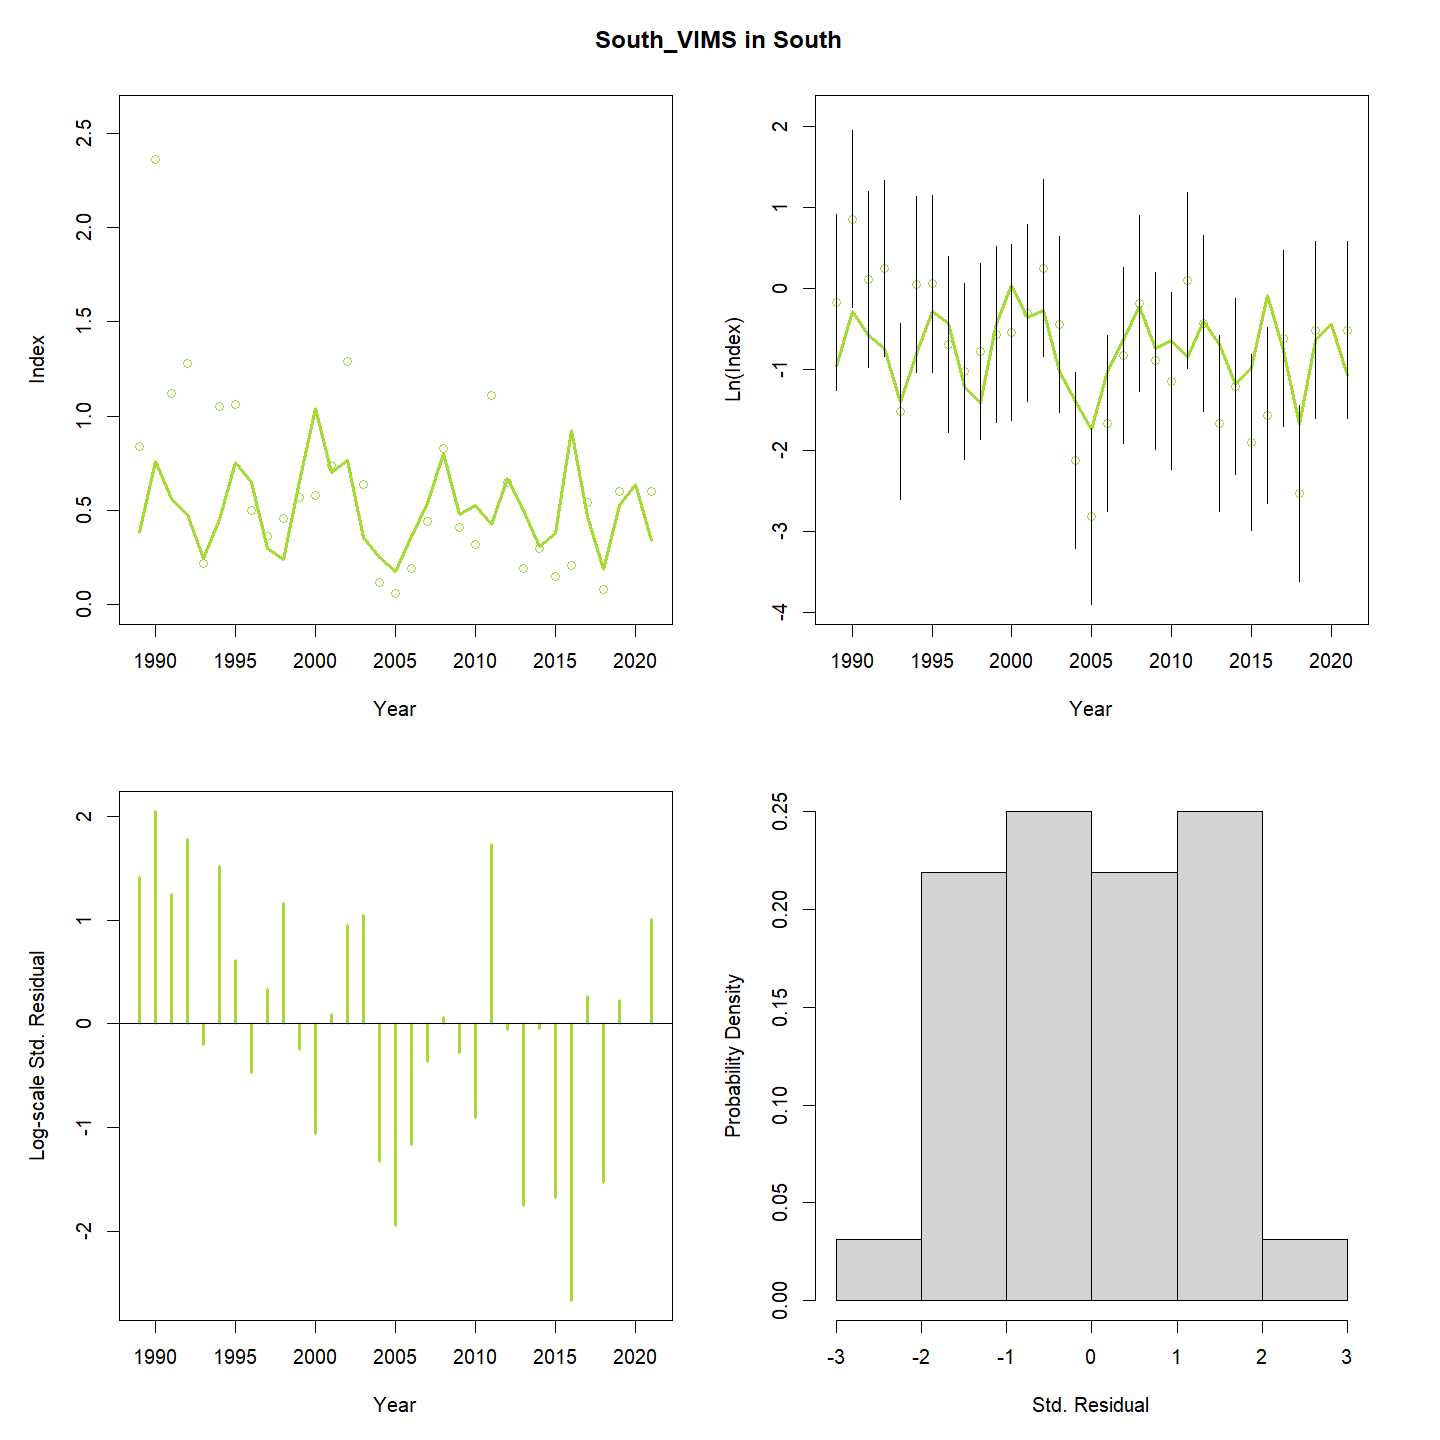 South_VIMS in South
Index
2.5
2.0
1.5
1.0
0.5
0.0
1990 1995 2000 2005 2010 2015 2020
Year
Ln(Index)
2
1
0
-1
-2
-3
-4
1990 1995 2000 2005 2010 2015 2020
Year
Log-scale Std. Residual
2
1
0
-1
-2
1990 1995 2000 2005 2010 2015 2020
Year
Probability Density
0.25
0.20
0.15
0.10
0.05
0.00
-3 -2 -1 0 1 2 3
Std. Residual